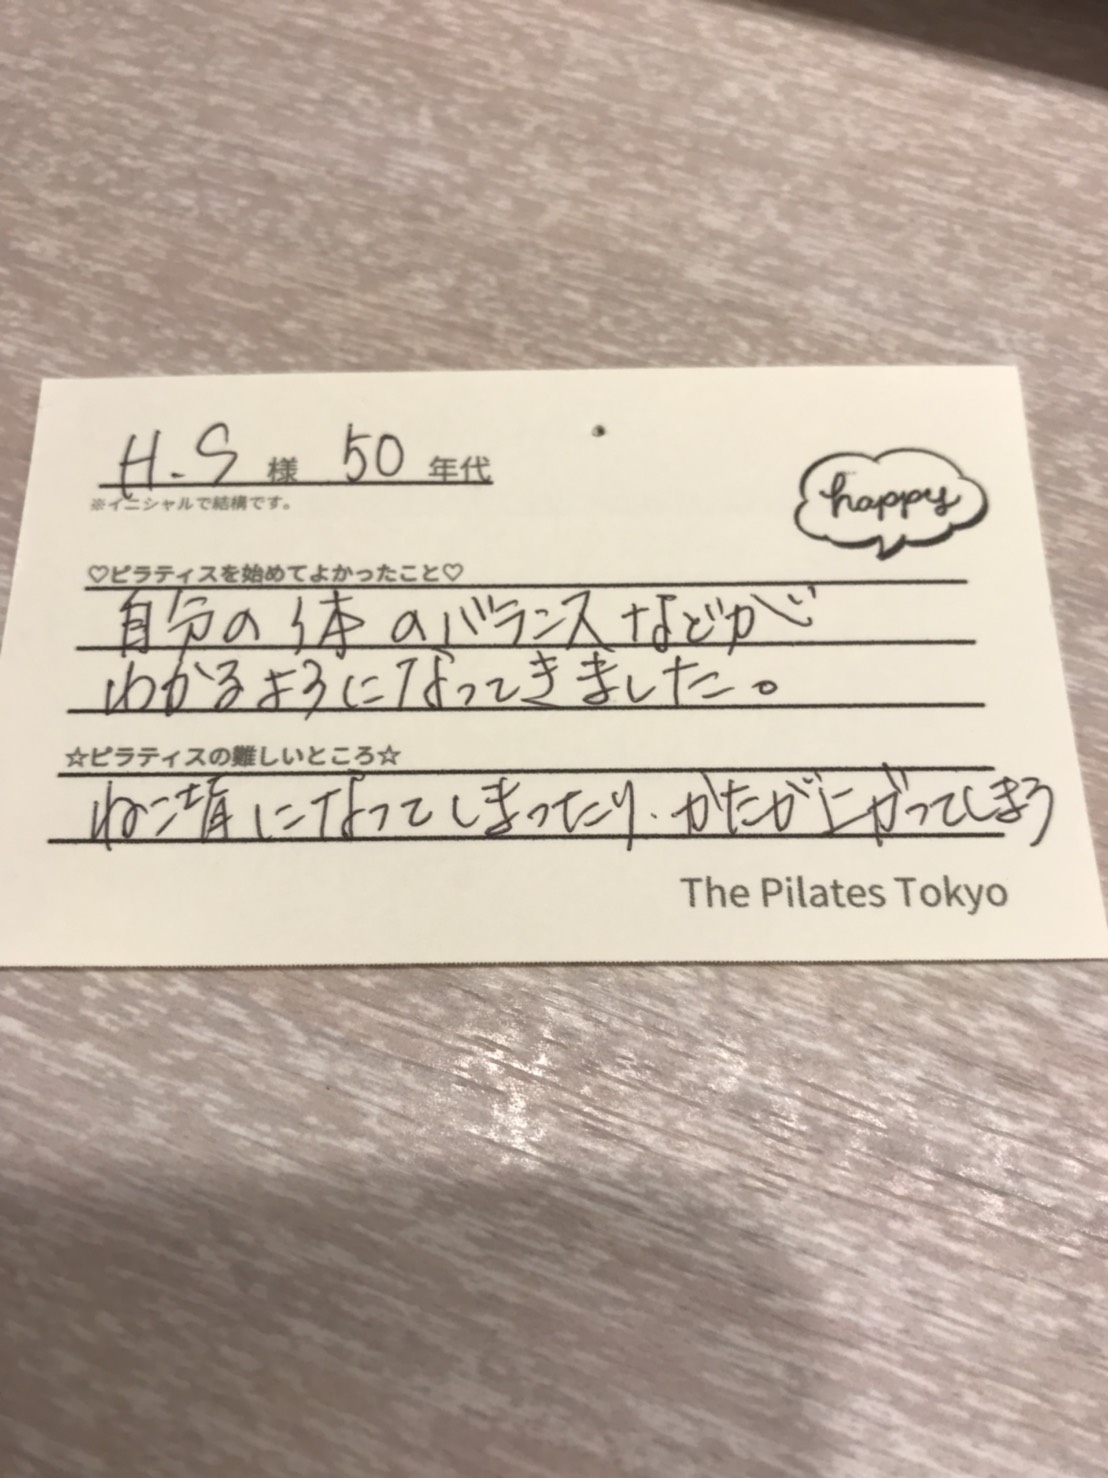 H.S 様 50 年代
※イニシャルで結構です。
happy
♡ピラティスを始めてよかったこと♡
自分の体のバランスなどが
わかるようになってきました。
☆ピラティスの難しいところ☆
ねこ背になってしまったり、かたが上がってしまう
The Pilates Tokyo